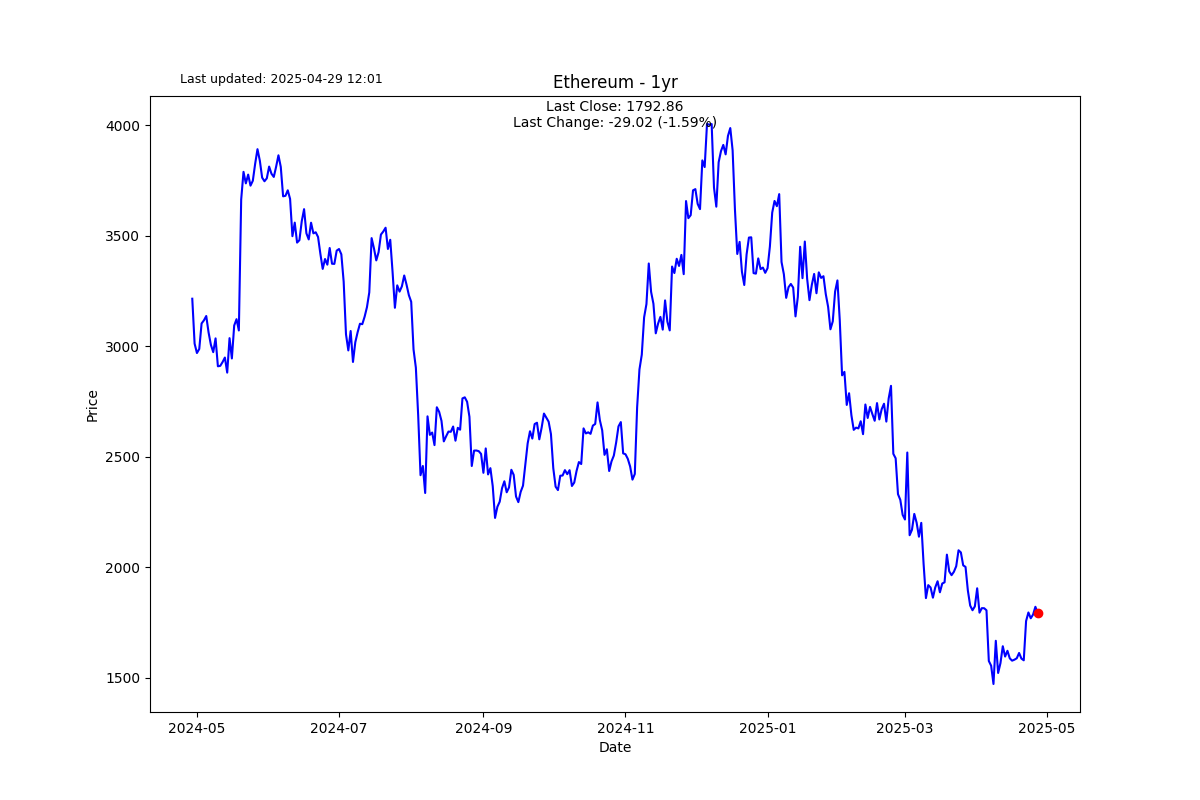 Last updated: 2025-04-29 12:01
Ethereum - 1yr
Last Close: 1792.86
Last Change: -29.02 (-1.59%)
4000
3500
3000
2500
2000
1500
Price
2024-05
2024-07
2024-09
2024-11
2025-01
2025-03
2025-05
Date